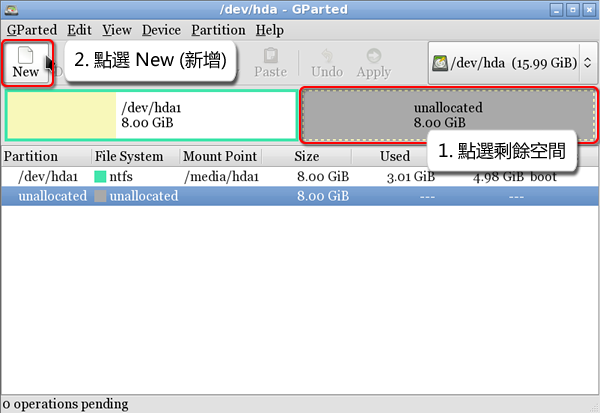 /dev/hda - GParted
GParted Edit View Device Partition Help
New
2. 點選 New (新增)
Paste Undo Apply
/dev/hda (15.99 GiB)
/dev/hda1
8.00 GiB
unallocated
8.00 GiB
1. 點選剩餘空間
Partition File System Mount Point Size Used
/dev/hda1 ntfs /media/hda1 8.00 GiB 3.01 GiB 4.98 GiB boot
unallocated unallocated 8.00 GiB --- ---
0 operations pending